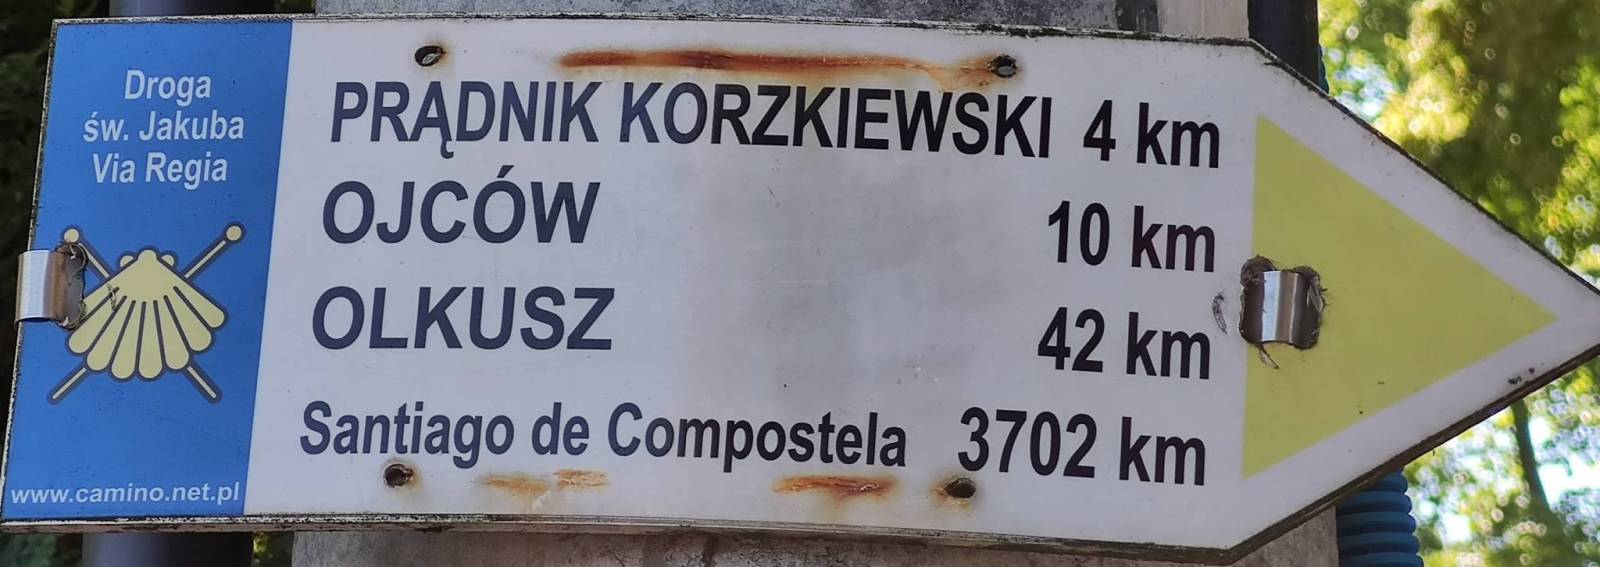 Droga
św. Jakuba
Via Regia
www.camino.net.pl
PRĄDNIK KORZKIEWSKI 4 km
OJCÓW 10 km
OLKUSZ 42 km
Santiago de Compostela 3702 km